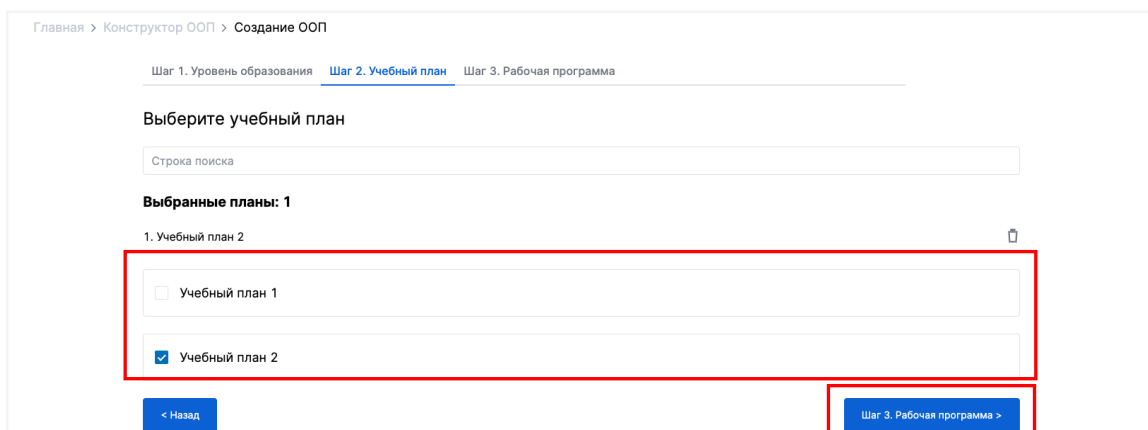 Главная > Конструктор ООП > Создание ООП
Шаг 1. Уровень образования Шаг 2. Учебный план Шаг 3. Рабочая программа
Выберите учебный план
Строка поиска
Выбранные планы: 1
1. Учебный план 2
Учебный план 1
Учебный план 2
< Назад Шаг 3. Рабочая программа >